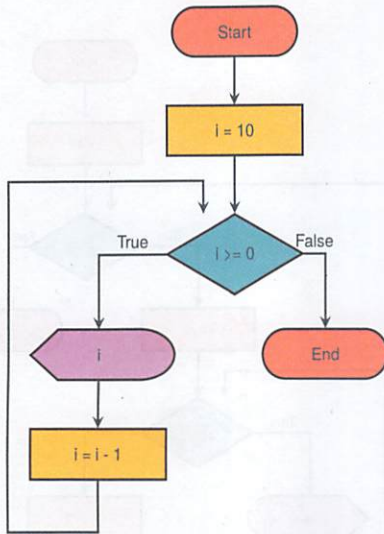 Start
i = 10
i >= 0
True
False
i
End
i = i - 1